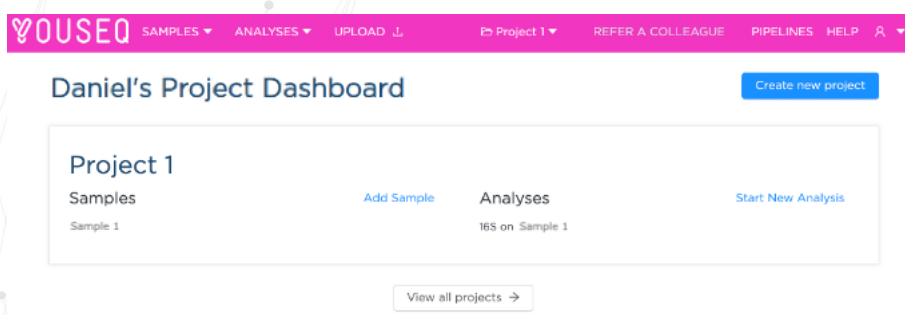 YOUSEQ SAMPLES ANALYSES UPLOAD Project 1 REFER A COLLEAGUE PIPELINES HELP
Daniel's Project Dashboard Create new project
Project 1
Samples Add Sample Analyses Start New Analysis
Sample 1 16S on Sample 1
View all projects →